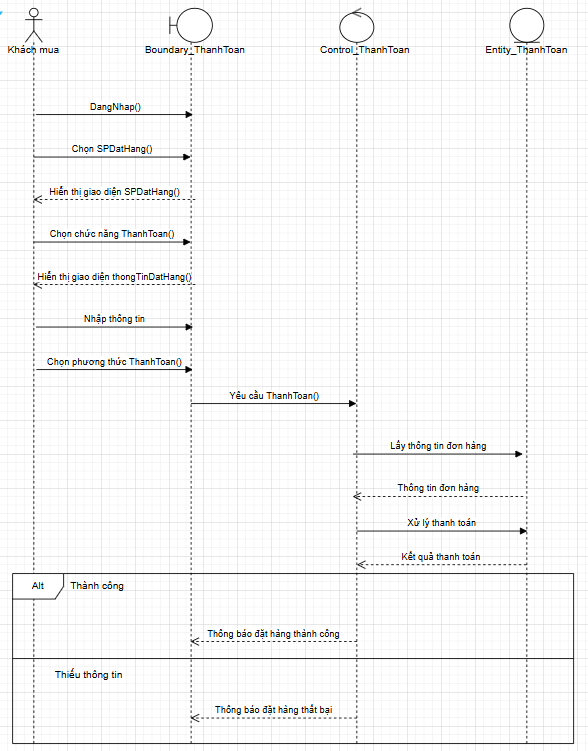 Khách mua
Boundary_ThanhToan
Control_ThanhToan
Entity_ThanhToan
DangNhap()
Chọn SPDatHang()
Hiển thị giao diện SPDatHang()
Chọn chức năng ThanhToan()
Hiển thị giao diện thongTinDatHang()
Nhập thông tin
Chọn phương thức ThanhToan()
Yêu cầu ThanhToan()
Lấy thông tin đơn hàng
Thông tin đơn hàng
Xử lý thanh toán
Kết quả thanh toán
Alt
Thành công
Thông báo đặt hàng thành công
Thiếu thông tin
Thông báo đặt hàng thất bại